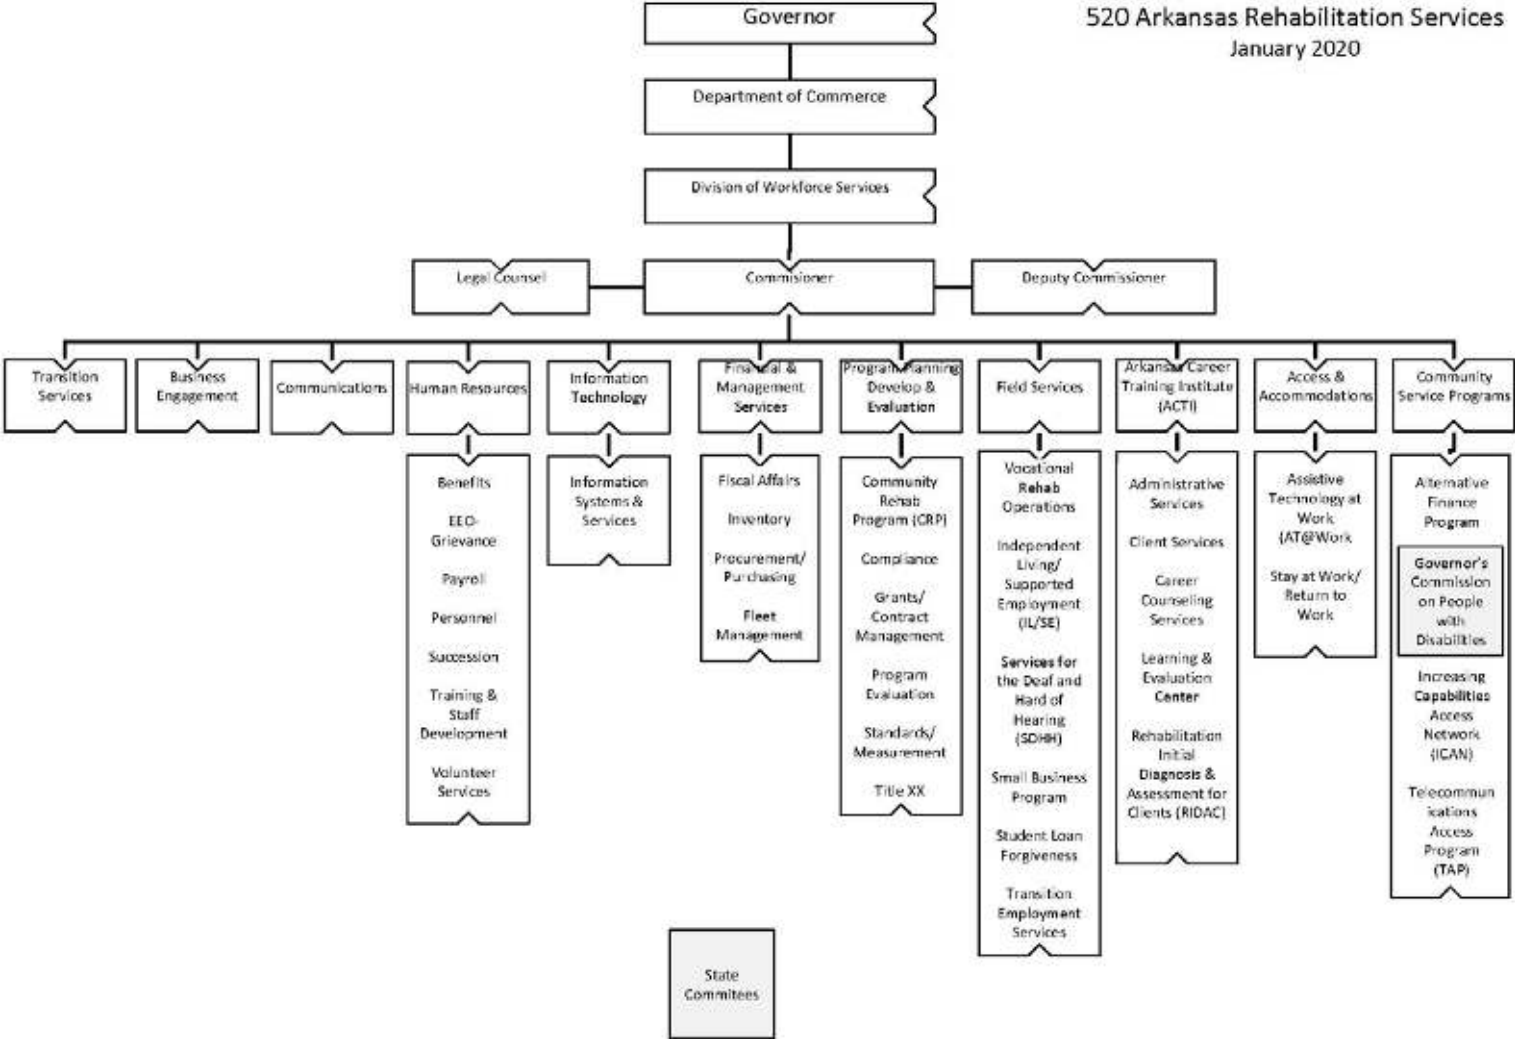 520 Arkansas Rehabilitation Services
January 2020
Governor
Department of Commerce
Division of Workforce Services
Legal Counsel
Commisioner
Deputy Commissioner
Transition
Services
Business
Engagement
Communications
Human Resources
Information
Technology
Financial &
Management
Services
Program Planning
Develop &
Evaluation
Field Services
Arkansas Career
Training Institute
(ACTI)
Access &
Accommodations
Community
Service Programs
Benefits
EEO-
Grievance
Payroll
Personnel
Succession
Training &
Staff
Development
Volunteer
Services
Information
Systems &
Services
Fiscal Affairs
Inventory
Procurement/
Purchasing
Fleet
Management
Community
Rehab
Program (CRP)
Compliance
Grants/
Contract
Management
Program
Evaluation
Standards/
Measurement
Title XX
Vocational
Rehab
Operations
Independent
Living/
Supported
Employment
(IL/SE)
Services for
the Deaf and
Hard of
Hearing
(SDHH)
Small Business
Program
Student Loan
Forgiveness
Transition
Employment
Services
Administrative
Services
Client Services
Career
Counseling
Services
Learning &
Evaluation
Center
Rehabilitation
Initial
Diagnosis &
Assessment for
Clients (RIDAC)
Assistive
Technology at
Work
(AT@Work
Stay at Work/
Return to
Work
Alternative
Finance
Program
Governor's
Commission
on People
with
Disabilities
Increasing
Capabilities
Access
Network
(ICAN)
Telecommun
ications
Access
Program
(TAP)
State
Commitees